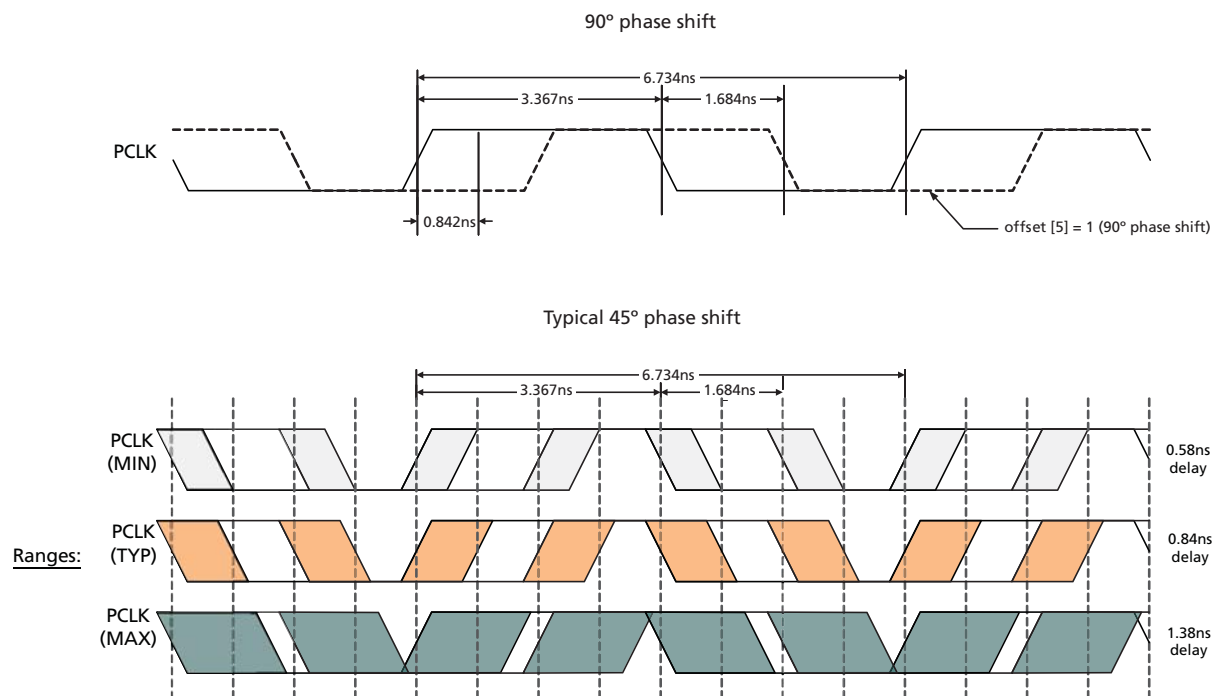 90º phase shift
6.734ns
3.367ns
1.684ns
PCLK
0.842ns
offset [5] = 1 (90º phase shift)
Typical 45º phase shift
6.734ns
3.367ns
1.684ns
PCLK
(MIN)
0.58ns
delay
Ranges:
PCLK
(TYP)
0.84ns
delay
PCLK
(MAX)
1.38ns
delay